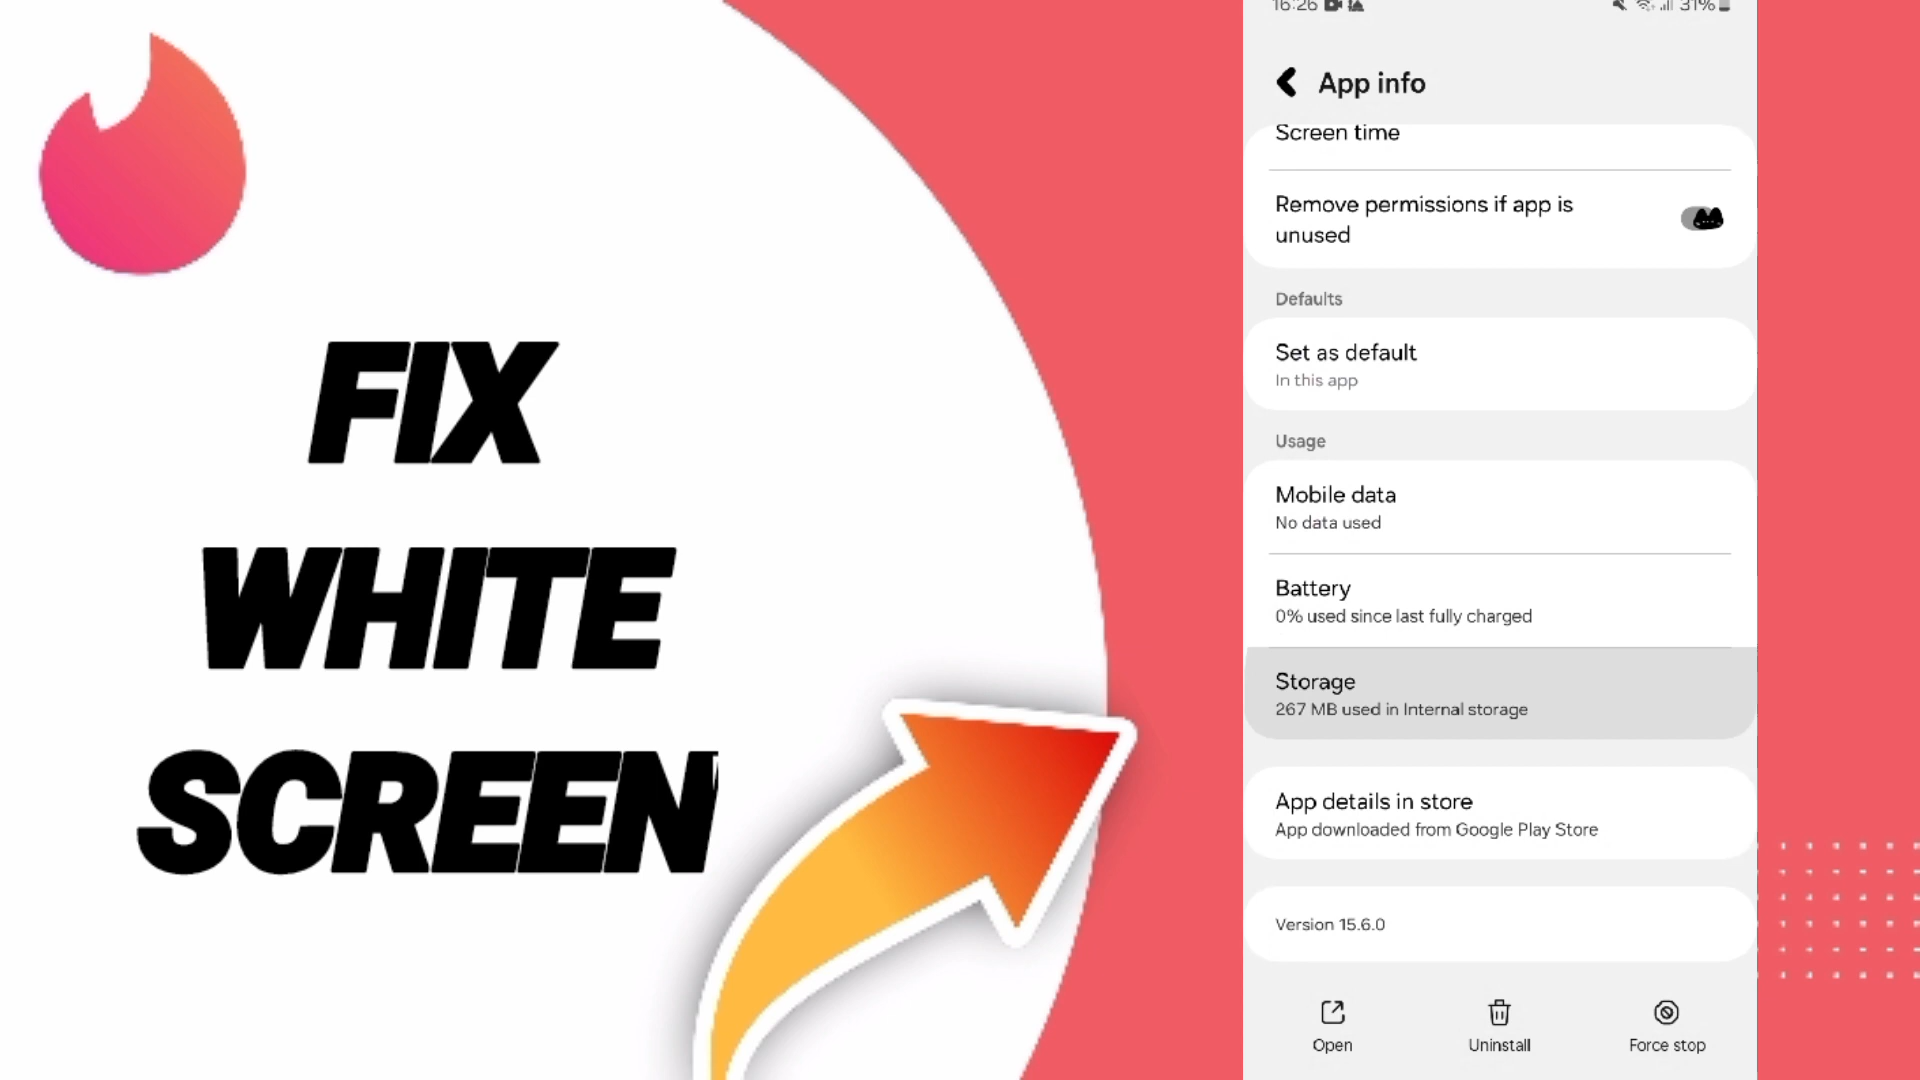 FIX
WHITE
SCREEN
16:26
31%
App info
Screen time
Remove permissions if app is
unused
Defaults
Set as default
In this app
Usage
Mobile data
No data used
Battery
0% used since last fully charged
Storage
267 MB used in Internal storage
App details in store
App downloaded from Google Play Store
Version 15.6.0
Open
Uninstall
Force stop